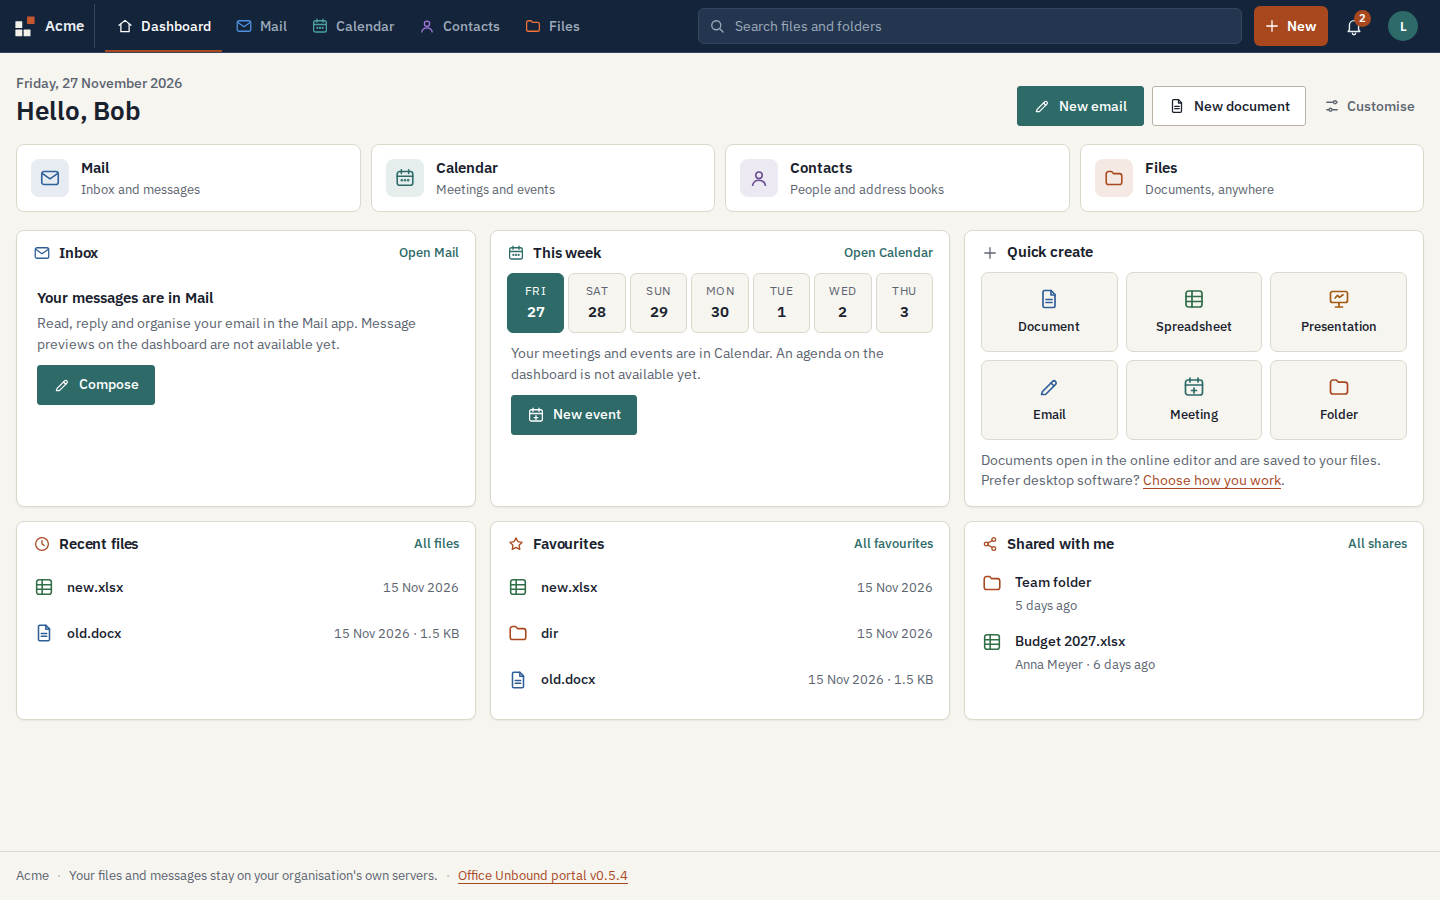 Acme
Dashboard
Mail
Calendar
Contacts
Files
Search files and folders
New
2
L
Friday, 27 November 2026
Hello, Bob
New email
New document
Customise
Mail
Inbox and messages
Calendar
Meetings and events
Contacts
People and address books
Files
Documents, anywhere
Inbox
Open Mail
Your messages are in Mail
Read, reply and organise your email in the Mail app. Message
previews on the dashboard are not available yet.
Compose
This week
Open Calendar
FRI SAT SUN MON TUE WED THU
27 28 29 30 1 2 3
Your meetings and events are in Calendar. An agenda on the
dashboard is not available yet.
New event
Quick create
Document
Spreadsheet
Presentation
Email
Meeting
Folder
Documents open in the online editor and are saved to your files.
Prefer desktop software? Choose how you work.
Recent files
All files
new.xlsx 15 Nov 2026
old.docx 15 Nov 2026 · 1.5 KB
Favourites
All favourites
new.xlsx 15 Nov 2026
dir 15 Nov 2026
old.docx 15 Nov 2026 · 1.5 KB
Shared with me
All shares
Team folder
5 days ago
Budget 2027.xlsx
Anna Meyer · 6 days ago
Acme · Your files and messages stay on your organisation's own servers. · Office Unbound portal v0.5.4